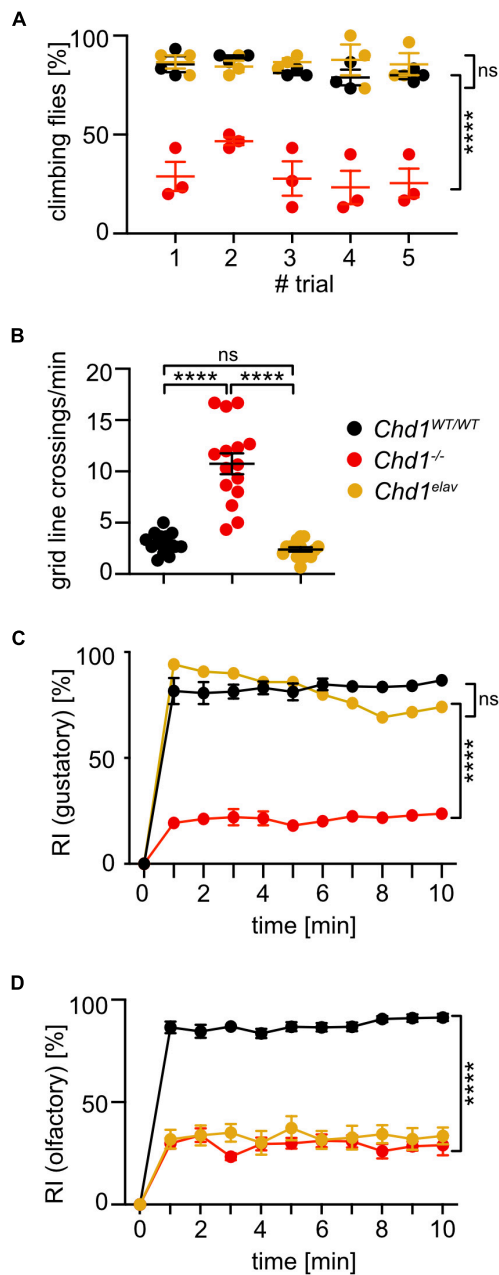 A
climbing flies [%]
100
50
0
1 2 3 4 5
# trial
ns
****
B
grid line crossings/min
20
15
10
5
0
ns
**** ****
Chd1WT/WT
Chd1-/-
Chd1elav
C
RI (gustatory) [%]
100
50
0
0 2 4 6 8 10
time [min]
ns
****
D
RI (olfactory) [%]
100
50
0
0 2 4 6 8 10
time [min]
****